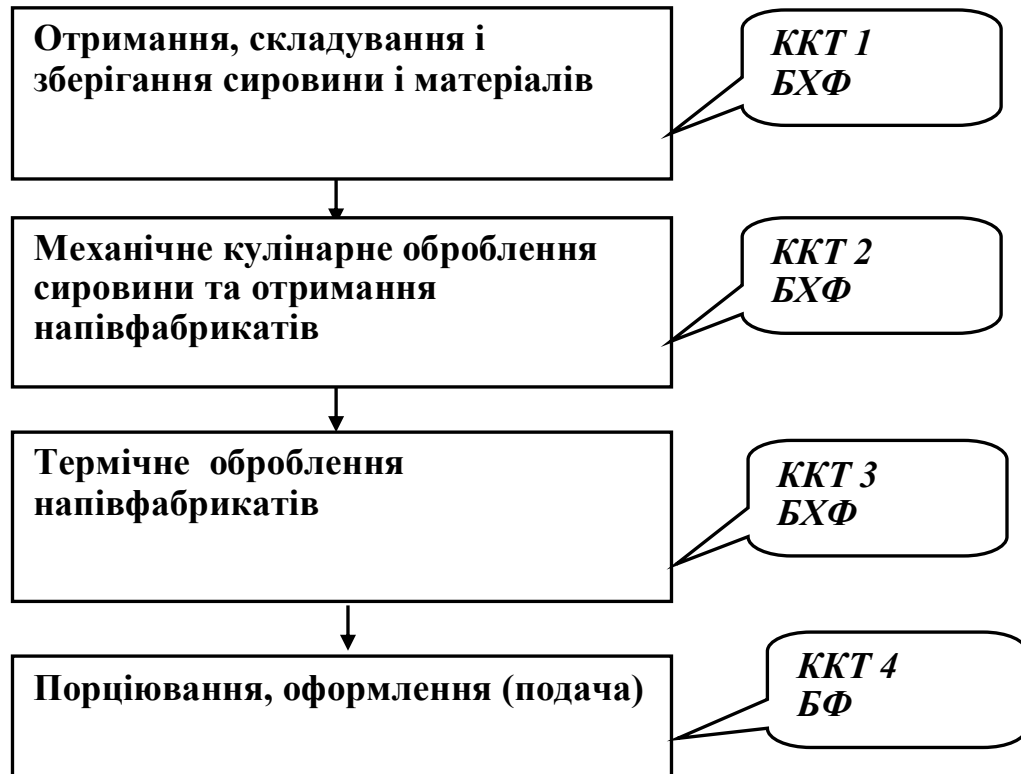 Отримання, складування і
зберігання сировини і матеріалів
ККТ 1
БХФ
Механічне кулінарне оброблення
сировини та отримання
напівфабрикатів
ККТ 2
БХФ
Термічне оброблення
напівфабрикатів
ККТ 3
БХФ
Порціювання, оформлення (подача)
ККТ 4
БФ